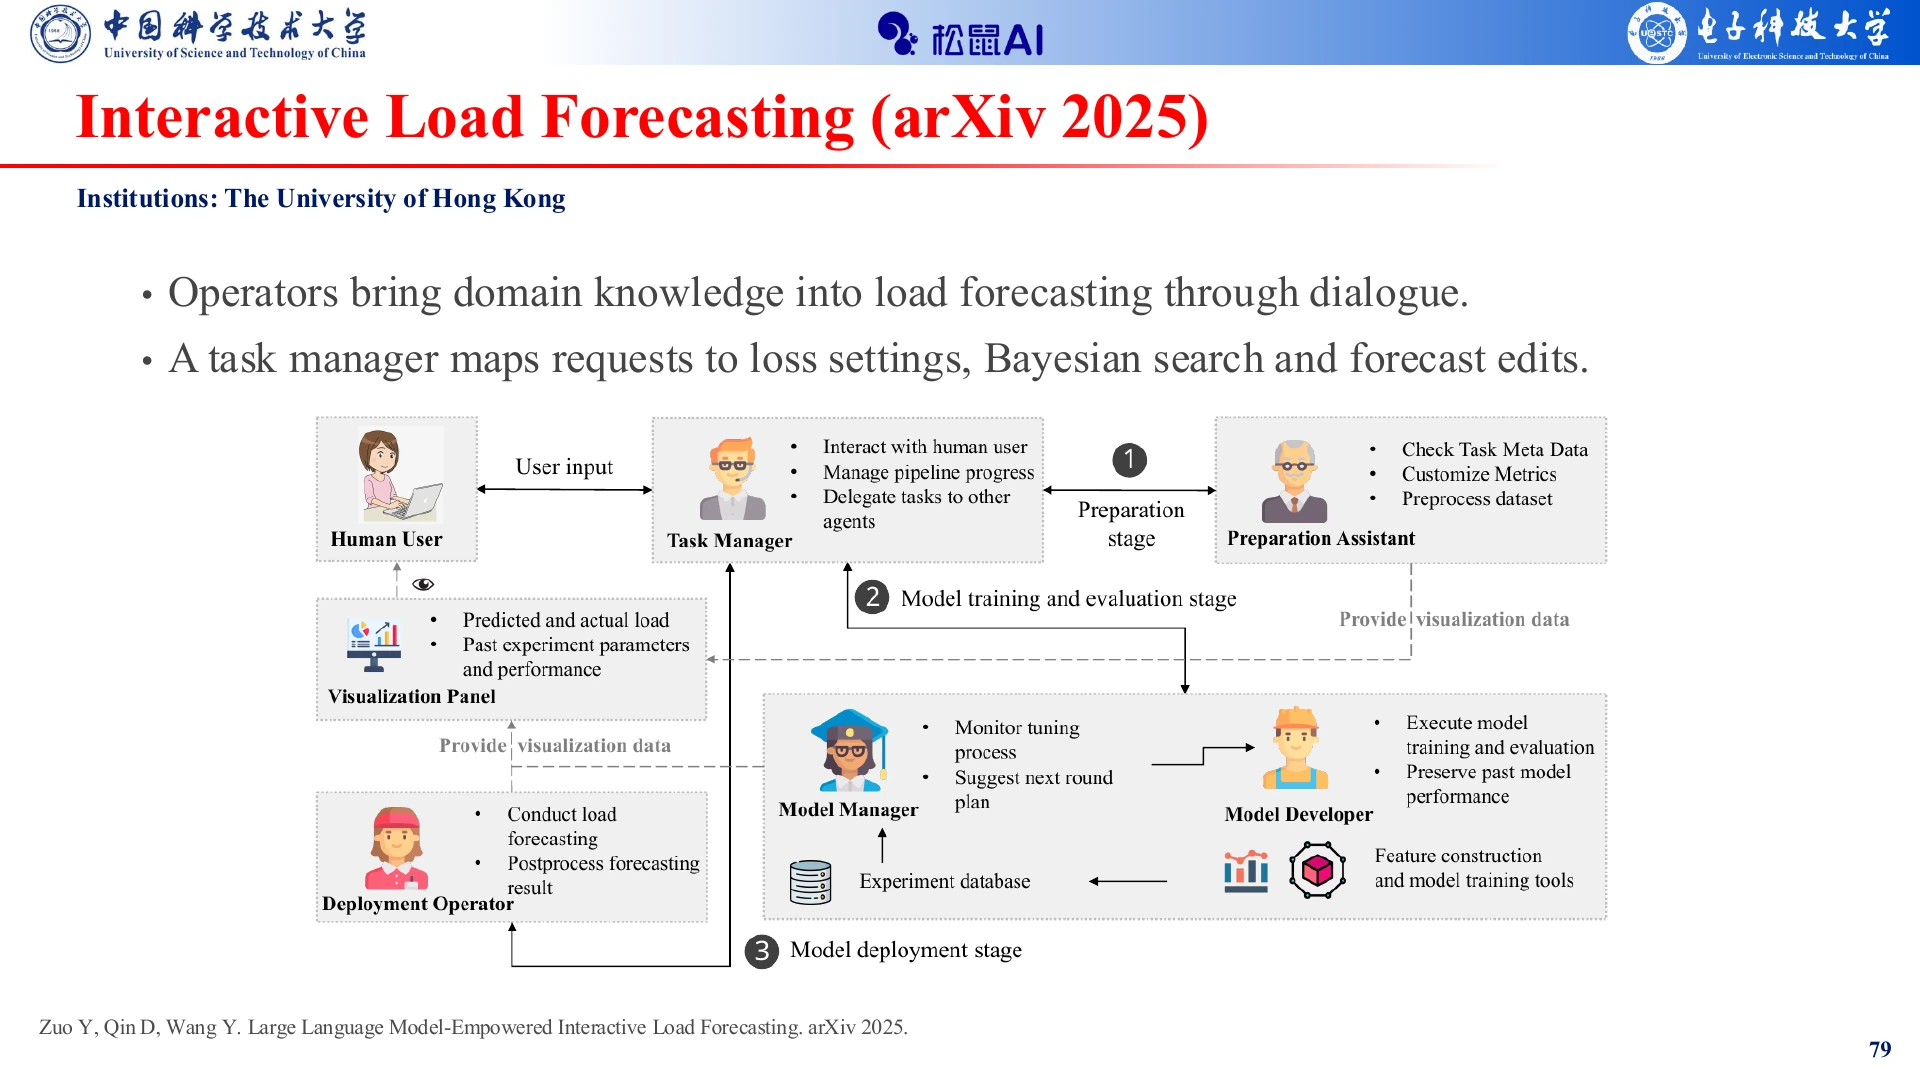 中国科学技术大学
University of Science and Technology of China
松鼠AI
电子科技大学
University of Electronic Science and Technology of China
1956
Interactive Load Forecasting (arXiv 2025)
Institutions: The University of Hong Kong
• Operators bring domain knowledge into load forecasting through dialogue.
• A task manager maps requests to loss settings, Bayesian search and forecast edits.
Human User
User input
• Interact with human user
• Manage pipeline progress
• Delegate tasks to other
agents
Task Manager
1
Preparation
stage
• Check Task Meta Data
• Customize Metrics
• Preprocess dataset
Preparation Assistant
2 Model training and evaluation stage
Provide visualization data
• Predicted and actual load
• Past experiment parameters
and performance
Visualization Panel
Provide visualization data
• Monitor tuning
process
• Suggest next round
plan
Model Manager
• Execute model
training and evaluation
• Preserve past model
performance
Model Developer
Experiment database
Feature construction
and model training tools
• Conduct load
forecasting
• Postprocess forecasting
result
Deployment Operator
3 Model deployment stage
Zuo Y, Qin D, Wang Y. Large Language Model-Empowered Interactive Load Forecasting. arXiv 2025.
79